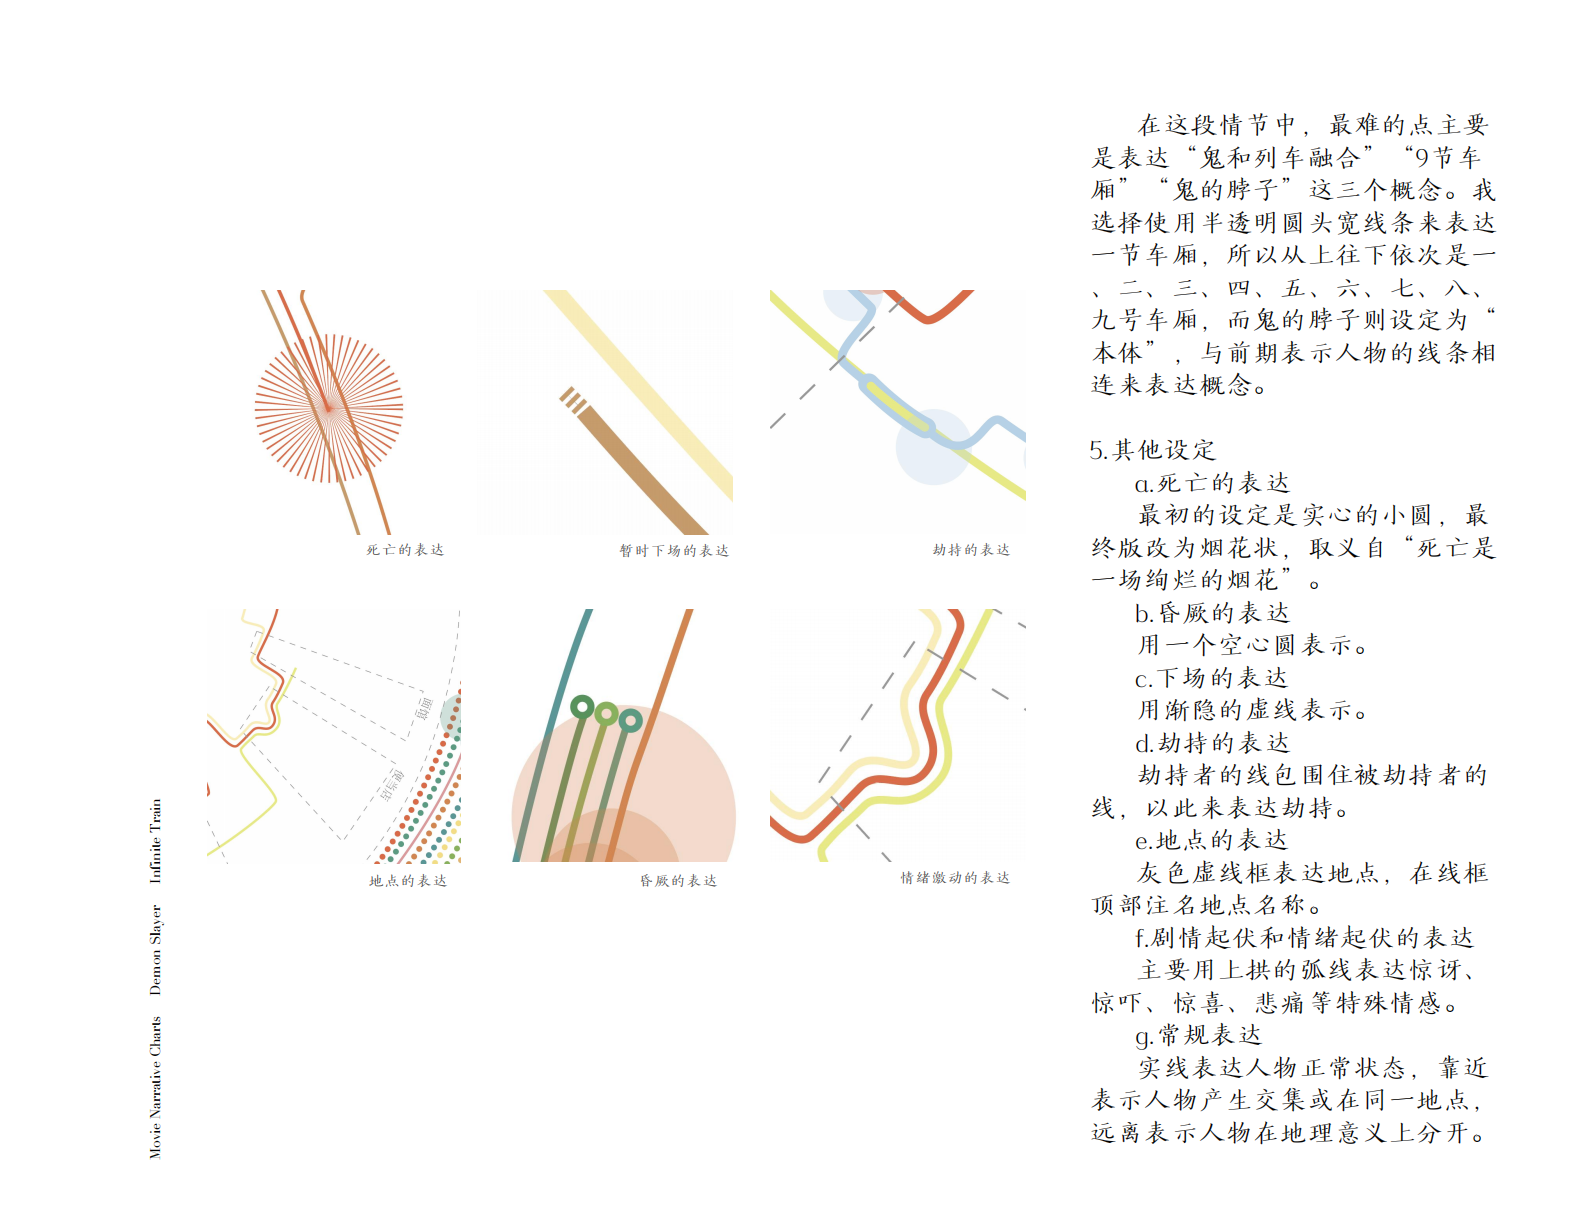 在这段情节中，最难的点主要
是表达“鬼和列车融合”“9节车
厢”“鬼的脖子”这三个概念。我
选择使用半透明圆头宽线条来表达
一节车厢，所以从上往下依次是一
、二、三、四、五、六、七、八、
九号车厢，而鬼的脖子则设定为“
本体”，与前期表示人物的线条相
连来表达概念。
5.其他设定
a.死亡的表达
最初的设定是实心的小圆，最
终版改为烟花状，取义自“死亡是
一场绚烂的烟花”。
b.昏厥的表达
用一个空心圆表示。
c.下场的表达
用渐隐的虚线表示。
d.劫持的表达
劫持者的线包围住被劫持者的
线，以此来表达劫持。
e.地点的表达
灰色虚线框表达地点，在线框
顶部注名地点名称。
f.剧情起伏和情绪起伏的表达
主要用上拱的弧线表达惊讶、
惊吓、惊喜、悲痛等特殊情感。
g.常规表达
实线表达人物正常状态，靠近
表示人物产生交集或在同一地点，
远离表示人物在地理意义上分开。
死亡的表达
暂时下场的表达
劫持的表达
地点的表达
昏厥的表达
情绪激动的表达
面馆
便当店
Movie Narrative Charts Demon Slayer Infinite Train